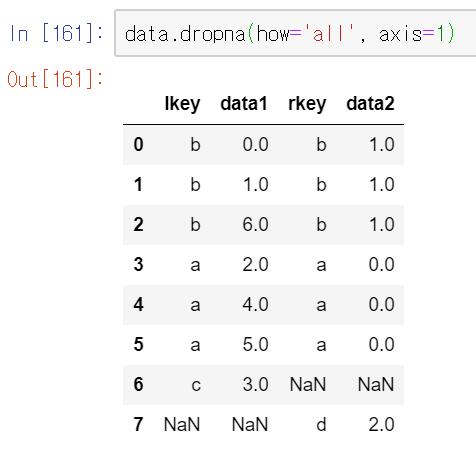 In [161]: data.dropna(how='all', axis=1)
Out[161]:
lkey data1 rkey data2
0 b 0.0 b 1.0
1 b 1.0 b 1.0
2 b 6.0 b 1.0
3 a 2.0 a 0.0
4 a 4.0 a 0.0
5 a 5.0 a 0.0
6 c 3.0 NaN NaN
7 NaN NaN d 2.0